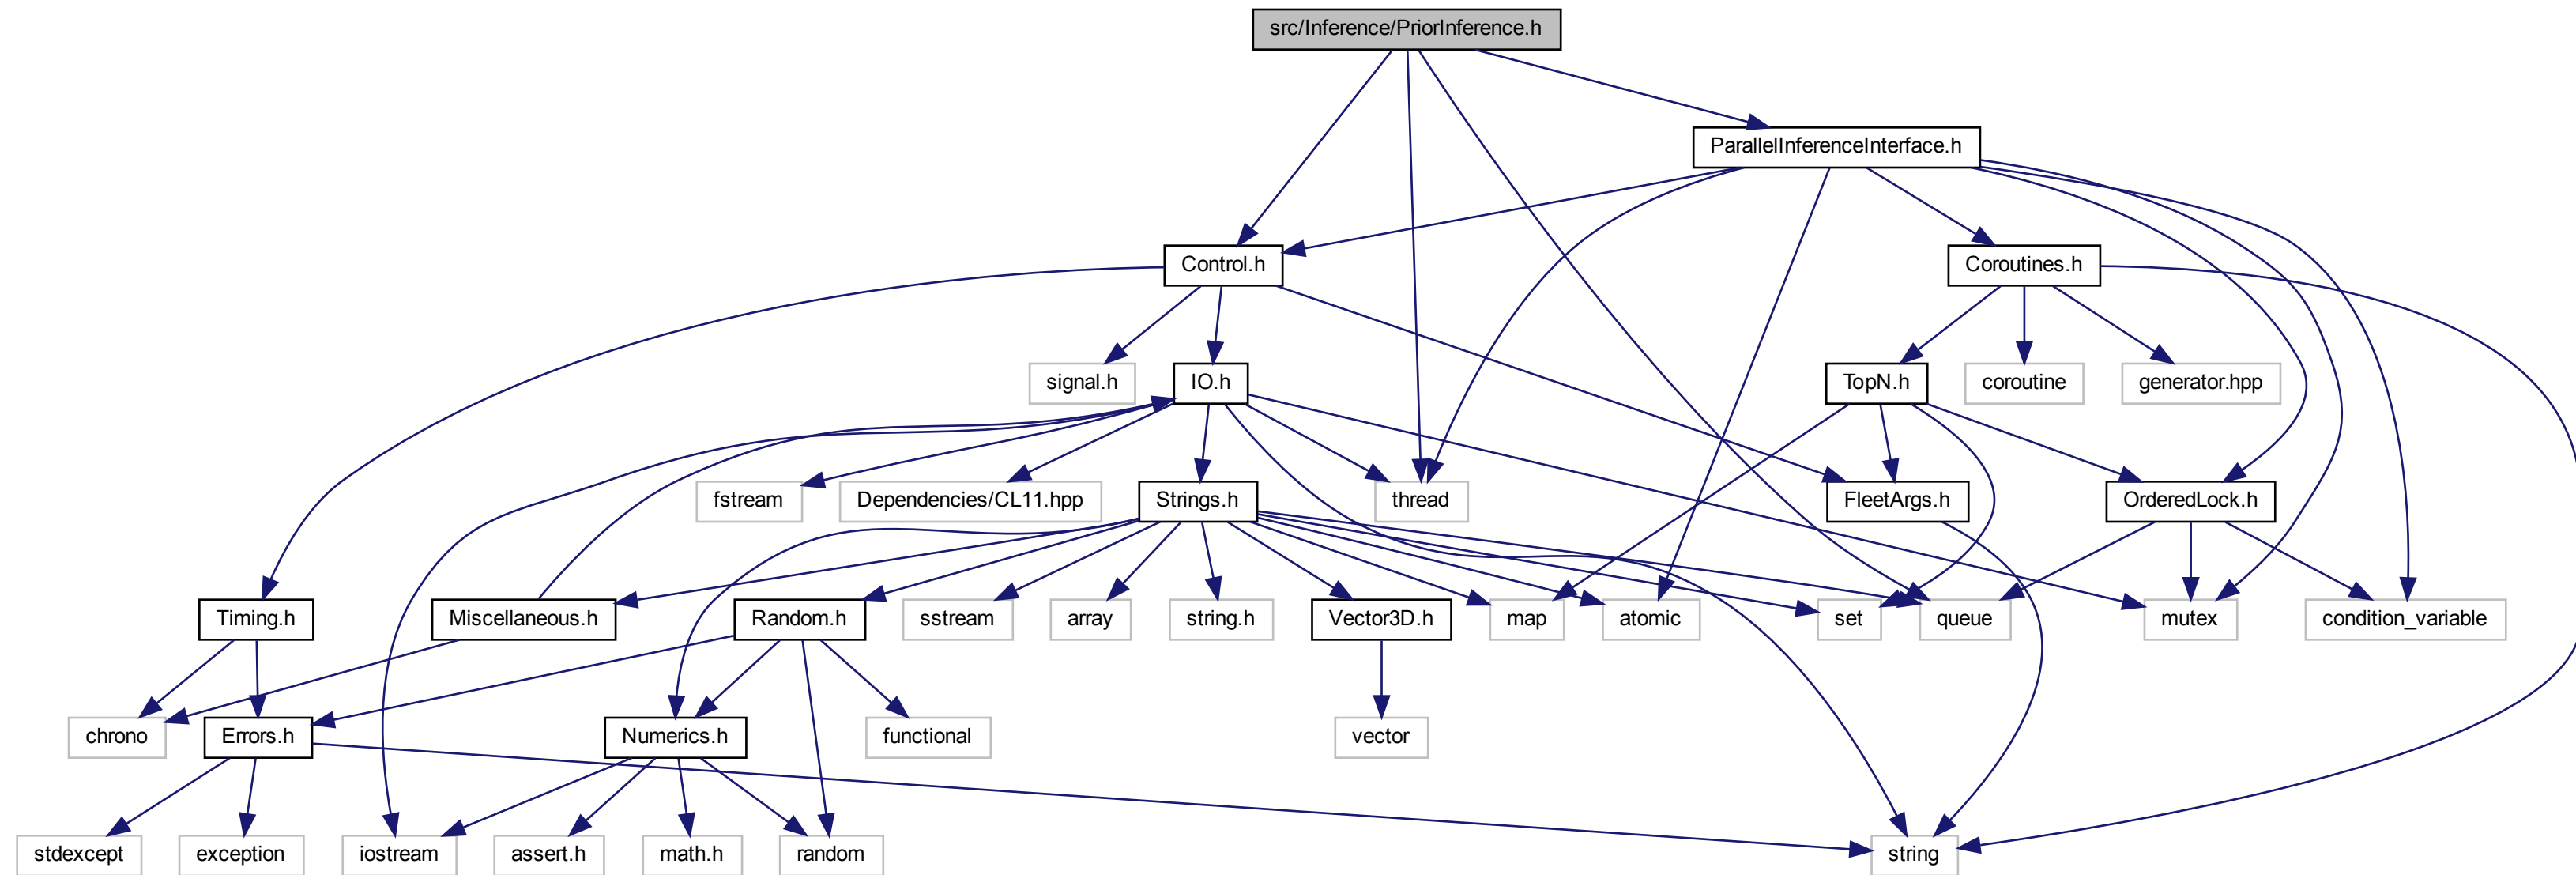 src/Inference/PriorInference.h
ParallelInferenceInterface.h
Control.h
Coroutines.h
signal.h
IO.h
TopN.h
coroutine
generator.hpp
fstream
Dependencies/CL11.hpp
Strings.h
thread
FleetArgs.h
OrderedLock.h
Timing.h
Miscellaneous.h
Random.h
sstream
array
string.h
Vector3D.h
map
atomic
set
queue
mutex
condition_variable
chrono
Errors.h
Numerics.h
functional
vector
stdexcept
exception
iostream
assert.h
math.h
random
string